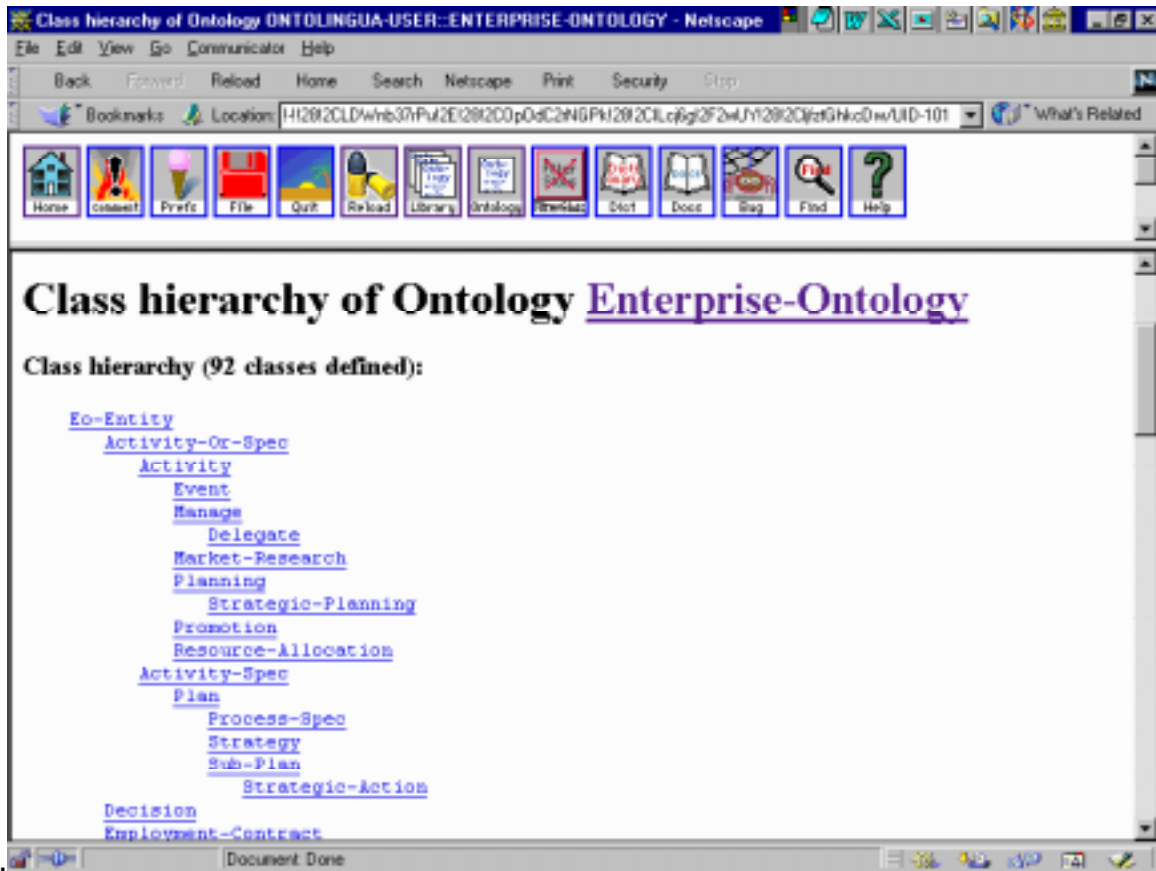 Class hierarchy of Ontology ONTOLINGUA-USER::ENTERPRISE-ONTOLOGY - Netscape
File Edit View Go Communicator Help
Back Forward Reload Home Search Netscape Print Security Stop
Bookmarks Location: What's Related
Home Comment Prefs File Quit Reload Library Ontology Dict Docs Bug Find Help
Class hierarchy of Ontology Enterprise-Ontology
Class hierarchy (92 classes defined):
Eo-Entity
Activity-Or-Spec
Activity
Event
Manage
Delegate
Market-Research
Planning
Strategic-Planning
Promotion
Resource-Allocation
Activity-Spec
Plan
Process-Spec
Strategy
Sub-Plan
Strategic-Action
Decision
Employment-Contract
Document: Done